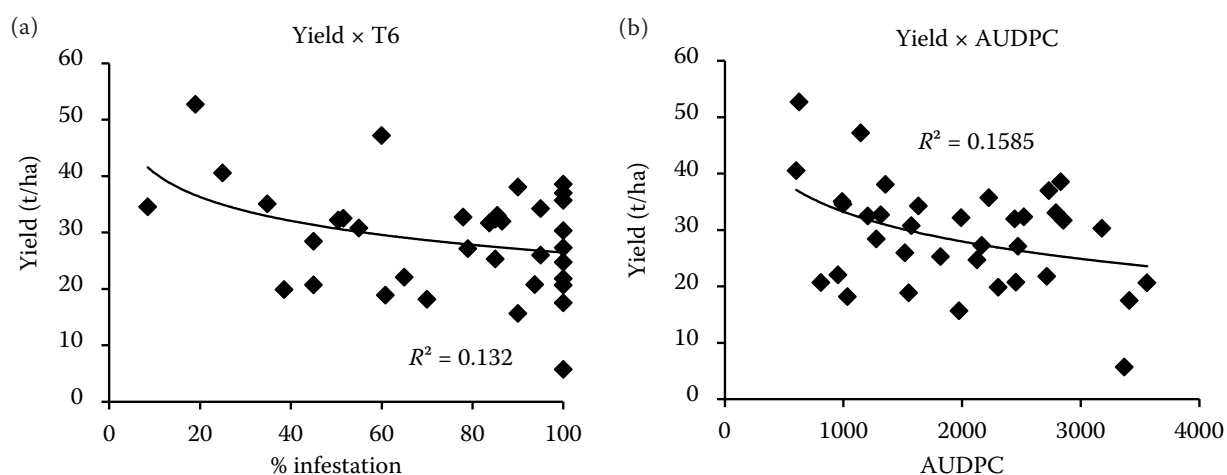 (a)
Yield × T6
60
50
40
30
20
10
0
Yield (t/ha)
R² = 0.132
0 20 40 60 80 100
% infestation
(b)
Yield × AUDPC
60
50
40
30
20
10
0
Yield (t/ha)
R² = 0.1585
0 1000 2000 3000 4000
AUDPC